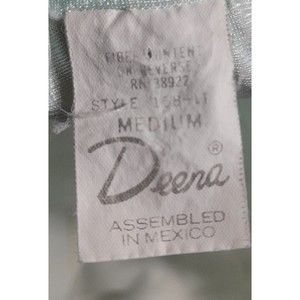 FIBER CONTENT
ON REVERSE
RN 38922
STYLE
MEDIUM
Deena ®
ASSEMBLED
IN MEXICO